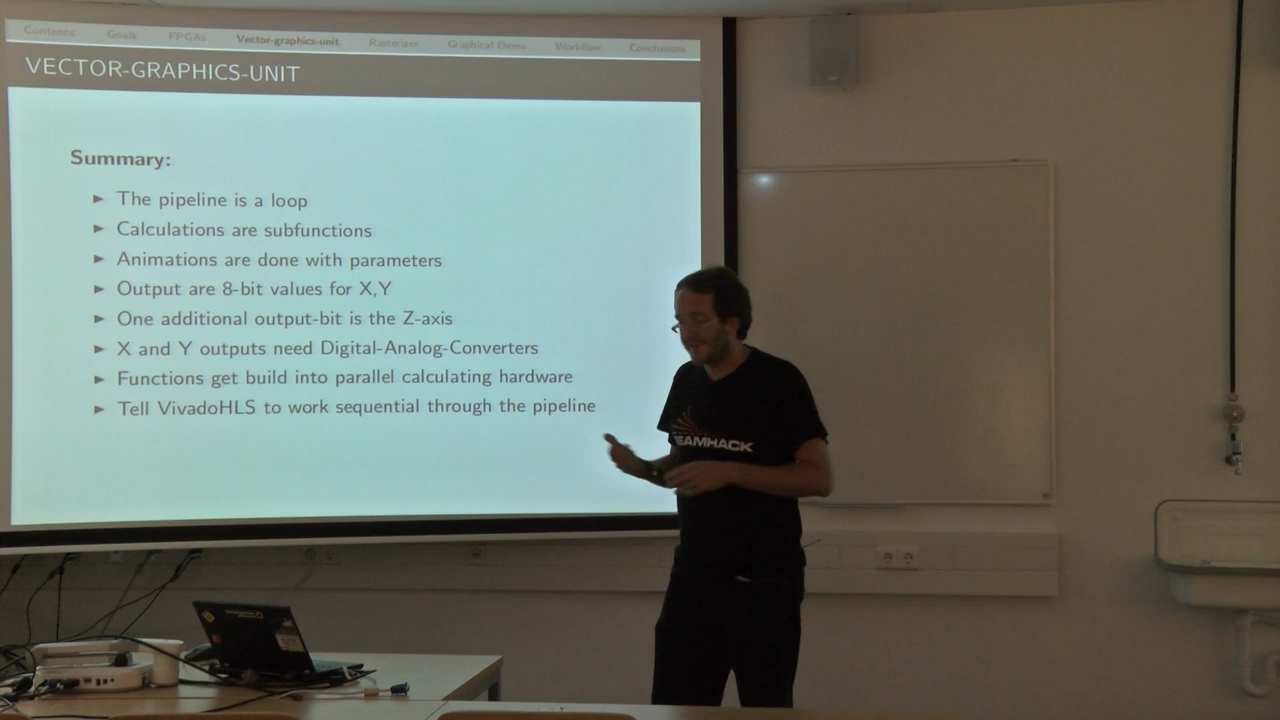 Contents Goals FPGAs Vector-graphics-unit Rasterizer Graphical Demo Workflow Conclusions
VECTOR-GRAPHICS-UNIT
Summary:
► The pipeline is a loop
► Calculations are subfunctions
► Animations are done with parameters
► Output are 8-bit values for X,Y
► One additional output-bit is the Z-axis
► X and Y outputs need Digital-Analog-Converters
► Functions get build into parallel calculating hardware
► Tell VivadoHLS to work sequential through the pipeline
TEAMHACK